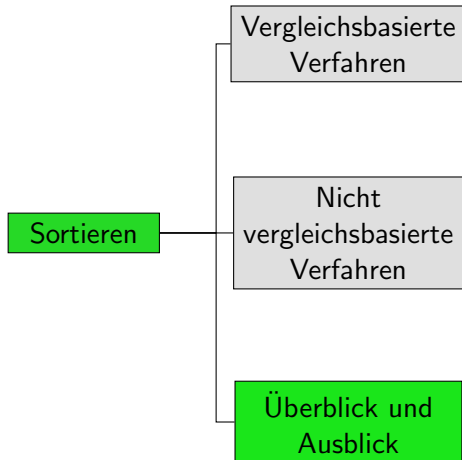 Vergleichsbasierte
Verfahren
Nicht
vergleichsbasierte
Verfahren
Sortieren
Überblick und
Ausblick